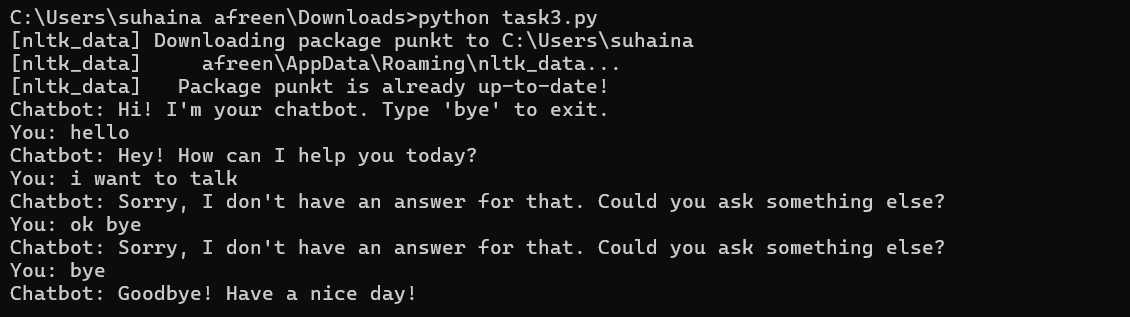 C:\Users\suhaina afreen\Downloads>python task3.py
[nltk_data] Downloading package punkt to C:\Users\suhaina
[nltk_data]     afreen\AppData\Roaming\nltk_data...
[nltk_data]   Package punkt is already up-to-date!
Chatbot: Hi! I'm your chatbot. Type 'bye' to exit.
You: hello
Chatbot: Hey! How can I help you today?
You: i want to talk
Chatbot: Sorry, I don't have an answer for that. Could you ask something else?
You: ok bye
Chatbot: Sorry, I don't have an answer for that. Could you ask something else?
You: bye
Chatbot: Goodbye! Have a nice day!